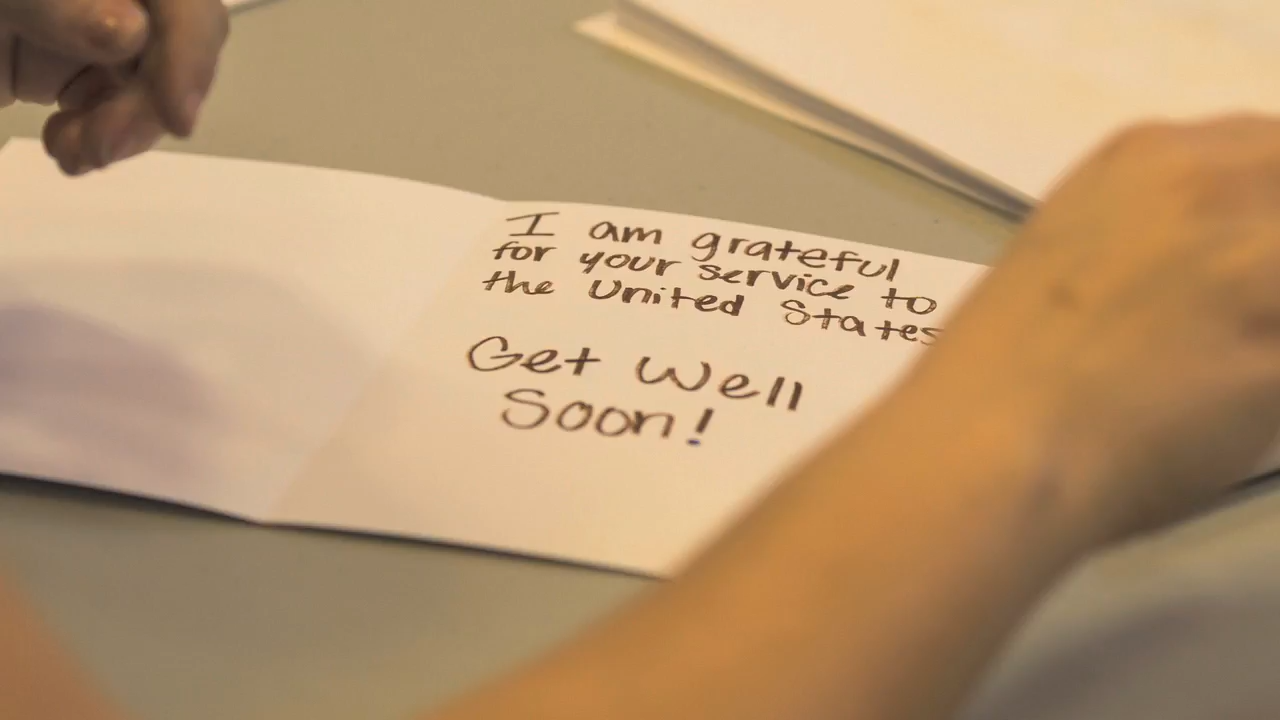 I am grateful
for your service to
the United States
Get Well
Soon!